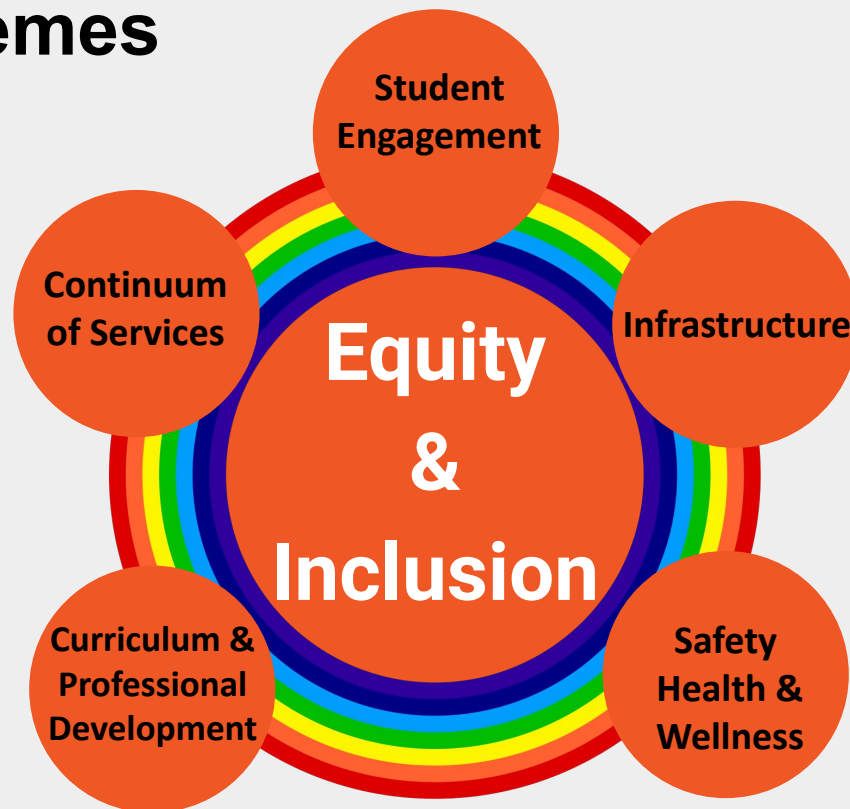 emes
Student
Engagement
Continuum
of Services
Infrastructure
Equity
&
Inclusion
Curriculum &
Professional
Development
Safety
Health &
Wellness